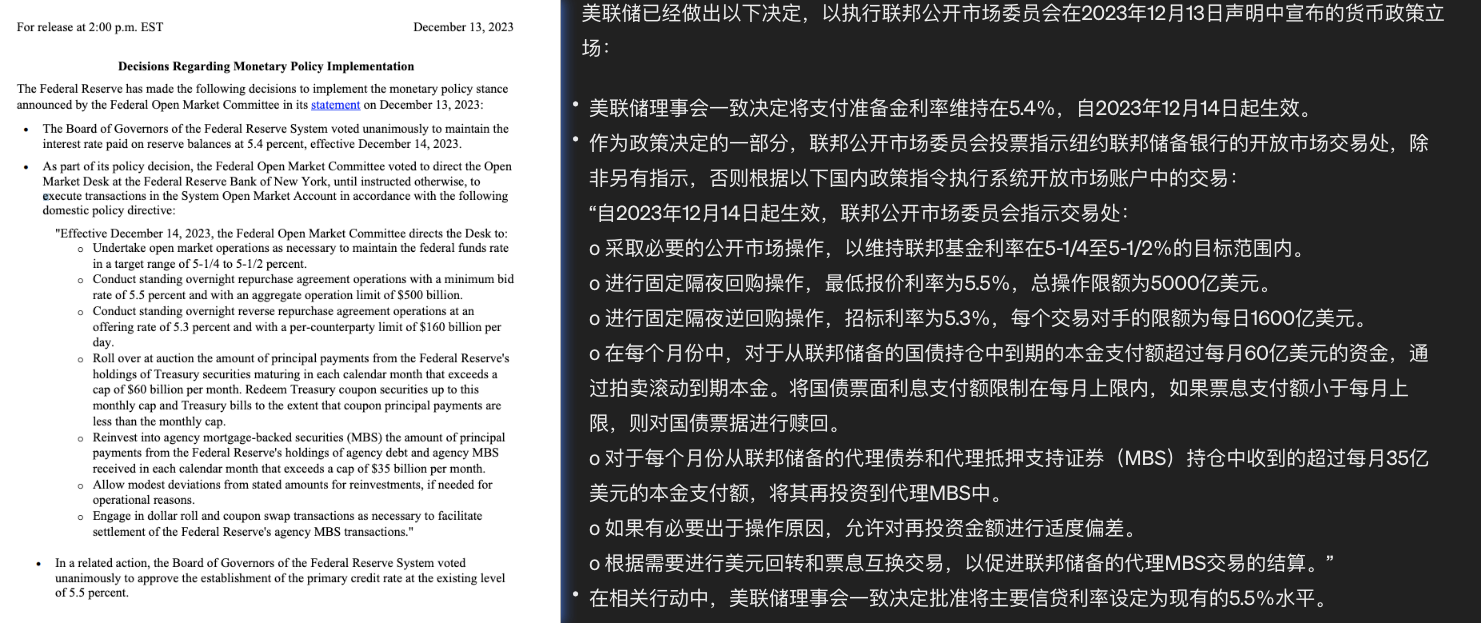 For release at 2:00 p.m. EST
December 13, 2023
Decisions Regarding Monetary Policy Implementation
The Federal Reserve has made the following decisions to implement the monetary policy stance
announced by the Federal Open Market Committee in its statement on December 13, 2023:
• The Board of Governors of the Federal Reserve System voted unanimously to maintain the
interest rate paid on reserve balances at 5.4 percent, effective December 14, 2023.
• As part of its policy decision, the Federal Open Market Committee voted to direct the Open
Market Desk at the Federal Reserve Bank of New York, until instructed otherwise, to
execute transactions in the System Open Market Account in accordance with the following
domestic policy directive:
"Effective December 14, 2023, the Federal Open Market Committee directs the Desk to:
o Undertake open market operations as necessary to maintain the federal funds rate
in a target range of 5-1/4 to 5-1/2 percent.
o Conduct standing overnight repurchase agreement operations with a minimum bid
rate of 5.5 percent and with an aggregate operation limit of $500 billion.
o Conduct standing overnight reverse repurchase agreement operations at an
offering rate of 5.3 percent and with a per-counterparty limit of $160 billion per
day.
o Roll over at auction the amount of principal payments from the Federal Reserve's
holdings of Treasury securities maturing in each calendar month that exceeds a
cap of $60 billion per month. Redeem Treasury coupon securities up to this
monthly cap and Treasury bills to the extent that coupon principal payments are
less than the monthly cap.
o Reinvest into agency mortgage-backed securities (MBS) the amount of principal
payments from the Federal Reserve's holdings of agency debt and agency MBS
received in each calendar month that exceeds a cap of $35 billion per month.
o Allow modest deviations from stated amounts for reinvestments, if needed for
operational reasons.
o Engage in dollar roll and coupon swap transactions as necessary to facilitate
settlement of the Federal Reserve's agency MBS transactions."
• In a related action, the Board of Governors of the Federal Reserve System voted
unanimously to approve the establishment of the primary credit rate at the existing level
of 5.5 percent.
美联储已经做出以下决定，以执行联邦公开市场委员会在2023年12月13日声明中宣布的货币政策立
场：
• 美联储理事会一致决定将支付准备金利率维持在5.4%，自2023年12月14日起生效。
• 作为政策决定的一部分，联邦公开市场委员会投票指示纽约联邦储备银行的开放市场交易处，除
非另有指示，否则根据以下国内政策指令执行系统开放市场账户中的交易：
“自2023年12月14日起生效，联邦公开市场委员会指示交易处：
o 采取必要的公开市场操作，以维持联邦基金利率在5-1/4至5-1/2%的目标范围内。
o 进行固定隔夜回购操作，最低报价利率为5.5%，总操作限额为5000亿美元。
o 进行固定隔夜逆回购操作，招标利率为5.3%，每个交易对手的限额为每日1600亿美元。
o 在每个月份中，对于从联邦储备的国债持仓中到期的本金支付额超过每月60亿美元的资金，通
过拍卖滚动到期本金。将国债票面利息支付额限制在每月上限内，如果票息支付额小于每月上
限，则对国债票据进行赎回。
o 对于每个月份从联邦储备的代理债券和代理抵押支持证券（MBS）持仓中收到的超过每月35亿
美元的本金支付额，将其再投资到代理MBS中。
o 如果有必要出于操作原因，允许对再投资金额进行适度偏差。
o 根据需要进行美元回转和票息互换交易，以促进联邦储备的代理MBS交易的结算。”
• 在相关行动中，美联储理事会一致决定批准将主要信贷利率设定为现有的5.5%水平。